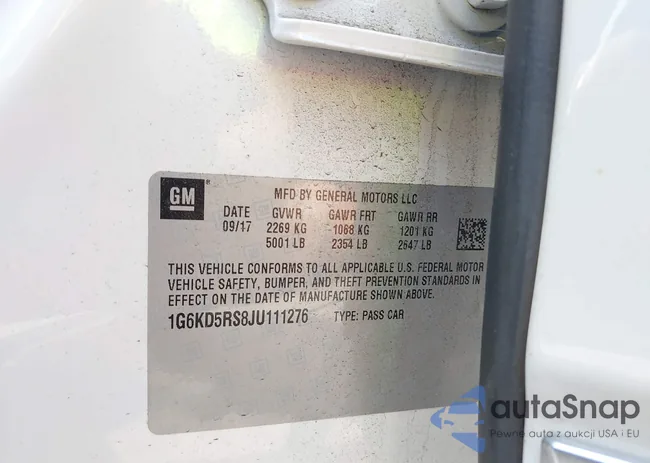 GM
MFD BY GENERAL MOTORS LLC
DATE GVWR GAWR FRT GAWR RR
09/17 2269 KG 1068 KG 1201 KG
5001 LB 2354 LB 2647 LB
THIS VEHICLE CONFORMS TO ALL APPLICABLE U.S. FEDERAL MOTOR
VEHICLE SAFETY, BUMPER, AND THEFT PREVENTION STANDARDS IN
EFFECT ON THE DATE OF MANUFACTURE SHOWN ABOVE.
1G6KD5RS8JU111276 TYPE: PASS CAR
autaSnap
Pewne auta z aukcji USA i EU